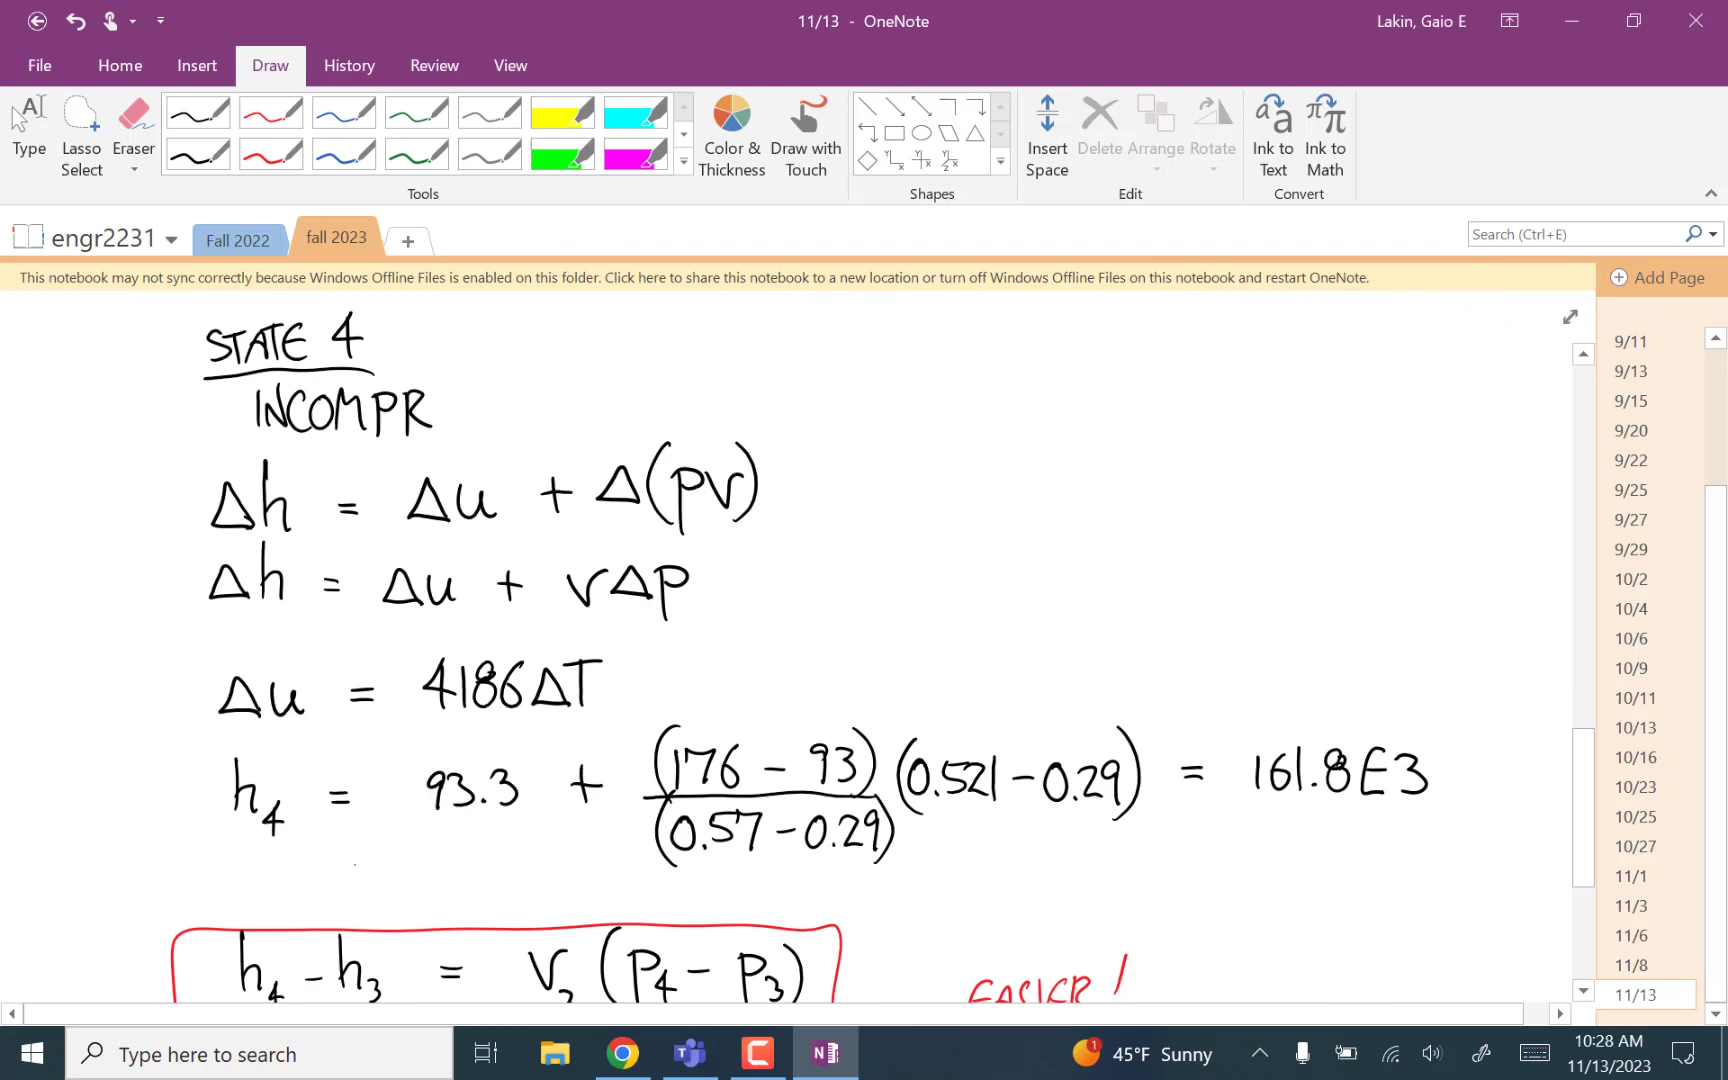 11/13 - OneNote
Lakin, Gaio E
File Home Insert Draw History Review View
Type
Lasso Select
Eraser
Color & Thickness
Draw with Touch
Insert Space
Delete
Arrange
Rotate
Ink to Text
Ink to Math
Tools
Shapes
Edit
Convert
engr2231
Fall 2022
fall 2023
Search (Ctrl+E)
This notebook may not sync correctly because Windows Offline Files is enabled on this folder. Click here to share this notebook to a new location or turn off Windows Offline Files on this notebook and restart OneNote.
Add Page
STATE 4
INCOMPR
Δh = Δu + Δ(pv)
Δh = Δu + vΔp
Δu = 4186ΔT
h₄ = 93.3 + (176 - 93)/(0.57 - 0.29) (0.521 - 0.29) = 161.8E3
h₄ - h₃ = v₃ (p₄ - p₃)
EASIER!
9/11
9/13
9/15
9/20
9/22
9/25
9/27
9/29
10/2
10/4
10/6
10/9
10/11
10/13
10/16
10/23
10/25
10/27
11/1
11/3
11/6
11/8
11/13
Type here to search
45°F Sunny
10:28 AM
11/13/2023